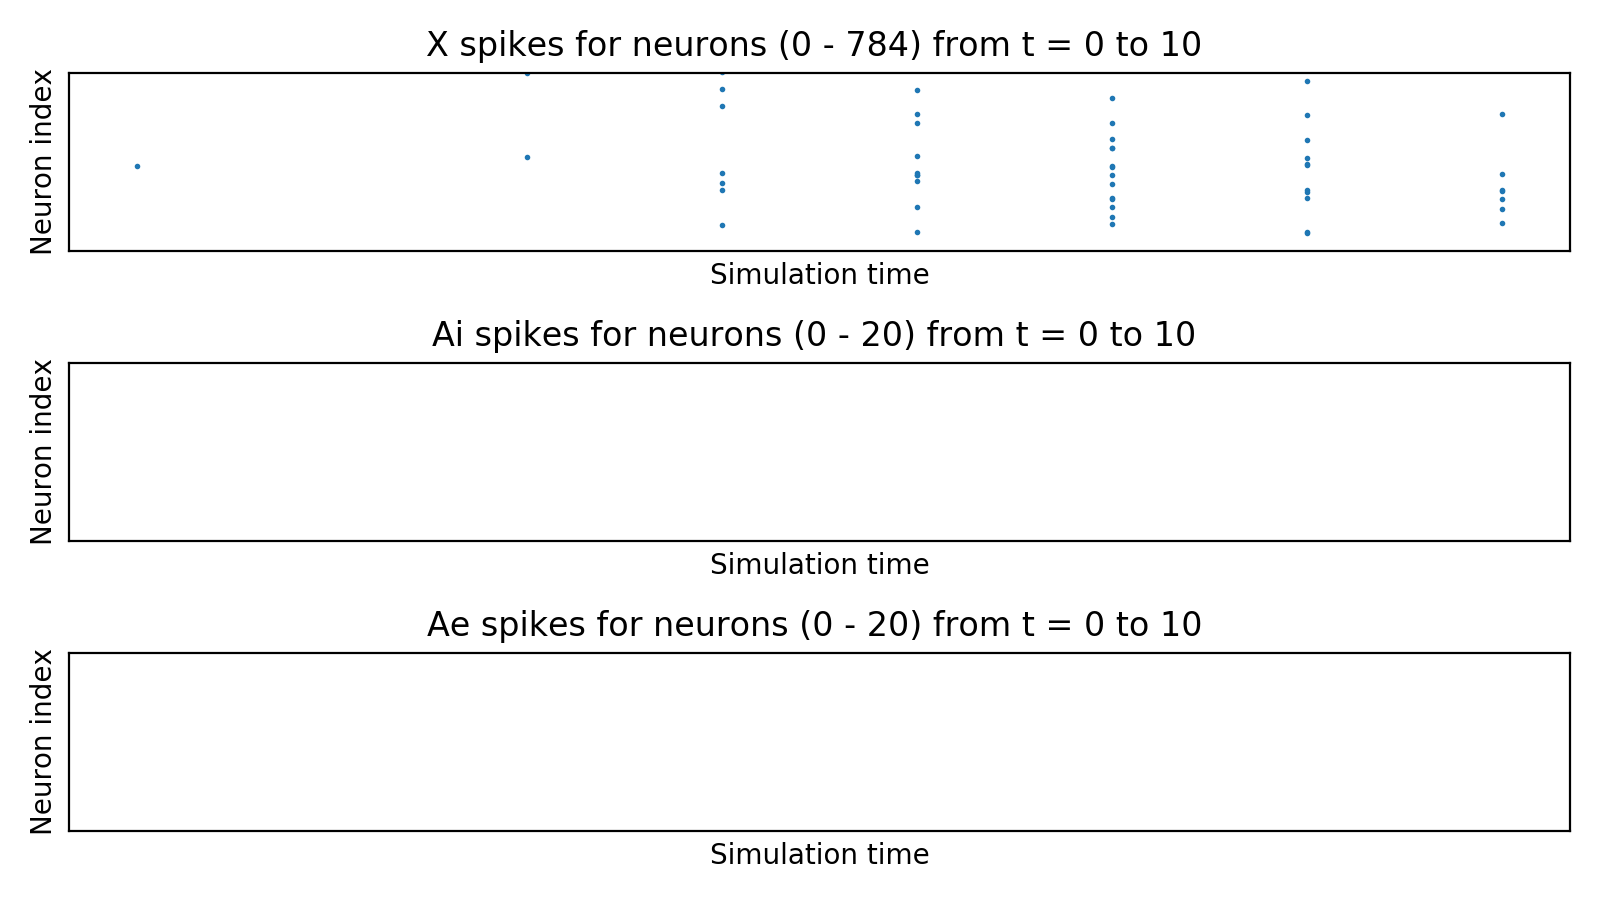 X spikes for neurons (0 - 784) from t = 0 to 10
Neuron index
Simulation time
Ai spikes for neurons (0 - 20) from t = 0 to 10
Neuron index
Simulation time
Ae spikes for neurons (0 - 20) from t = 0 to 10
Neuron index
Simulation time